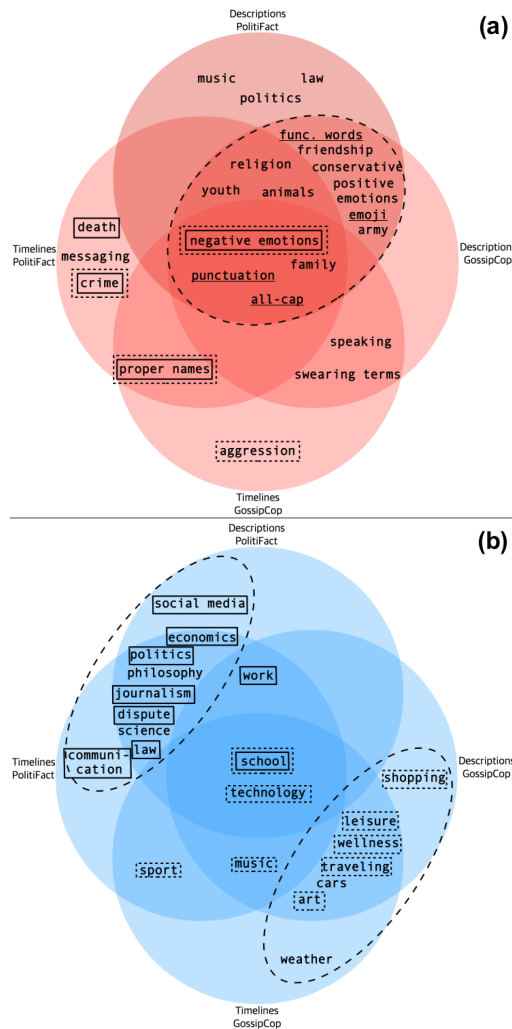 Descriptions
PolitiFact
(a)
music
law
politics
func. words
friendship
religion
conservative
youth
animals
positive
emotions
emoji
army
death
negative emotions
Timelines
PolitiFact
messaging
Descriptions
GossipCop
family
crime
punctuation
all-cap
speaking
proper names
swearing terms
aggression
Timelines
GossipCop
Descriptions
PolitiFact
(b)
social media
economics
politics
philosophy
work
journalism
dispute
science
law
communi-
cation
Timelines
PolitiFact
school
Descriptions
GossipCop
shopping
technology
leisure
wellness
sport
music
traveling
cars
art
weather
Timelines
GossipCop